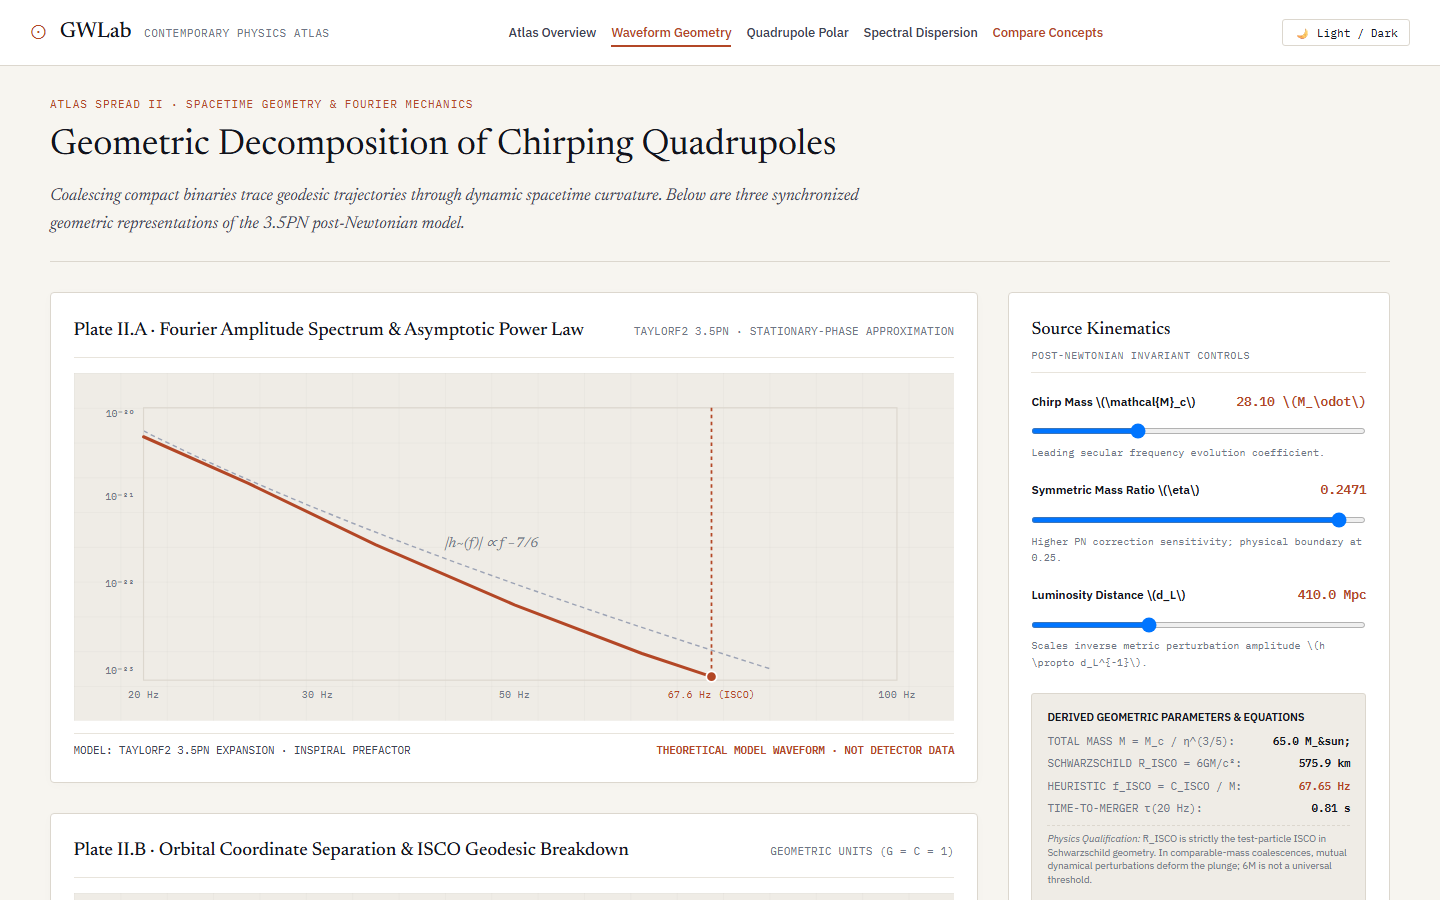 GWLab CONTEMPORARY PHYSICS ATLAS
Atlas Overview Waveform Geometry Quadrupole Polar Spectral Dispersion Compare Concepts
🌙 Light / Dark
ATLAS SPREAD II · SPACETIME GEOMETRY & FOURIER MECHANICS
Geometric Decomposition of Chirping Quadrupoles
Coalescing compact binaries trace geodesic trajectories through dynamic spacetime curvature. Below are three synchronized
geometric representations of the 3.5PN post-Newtonian model.
Plate II.A · Fourier Amplitude Spectrum & Asymptotic Power Law
TAYLORF2 3.5PN · STATIONARY-PHASE APPROXIMATION
10⁻²⁰
10⁻²¹
10⁻²²
10⁻²³
|h~(f)| ∝ f −7/6
20 Hz 30 Hz 50 Hz 67.6 Hz (ISCO) 100 Hz
MODEL: TAYLORF2 3.5PN EXPANSION · INSPIRAL PREFACTOR
THEORETICAL MODEL WAVEFORM · NOT DETECTOR DATA
Plate II.B · Orbital Coordinate Separation & ISCO Geodesic Breakdown
GEOMETRIC UNITS (G = C = 1)
Source Kinematics
POST-NEWTONIAN INVARIANT CONTROLS
Chirp Mass \(\mathcal{M}_c\) 28.10 \(M_\odot\)
Leading secular frequency evolution coefficient.
Symmetric Mass Ratio \(\eta\) 0.2471
Higher PN correction sensitivity; physical boundary at
0.25.
Luminosity Distance \(d_L\) 410.0 Mpc
Scales inverse metric perturbation amplitude \(h
\propto d_L^{-1}\).
DERIVED GEOMETRIC PARAMETERS & EQUATIONS
TOTAL MASS M = M_c / η^(3/5): 65.0 M_&sun;
SCHWARZSCHILD R_ISCO = 6GM/c²: 575.9 km
HEURISTIC f_ISCO = C_ISCO / M: 67.65 Hz
TIME-TO-MERGER τ(20 Hz): 0.81 s
Physics Qualification: R_ISCO is strictly the test-particle ISCO in
Schwarzschild geometry. In comparable-mass coalescences, mutual
dynamical perturbations deform the plunge; 6M is not a universal
threshold.